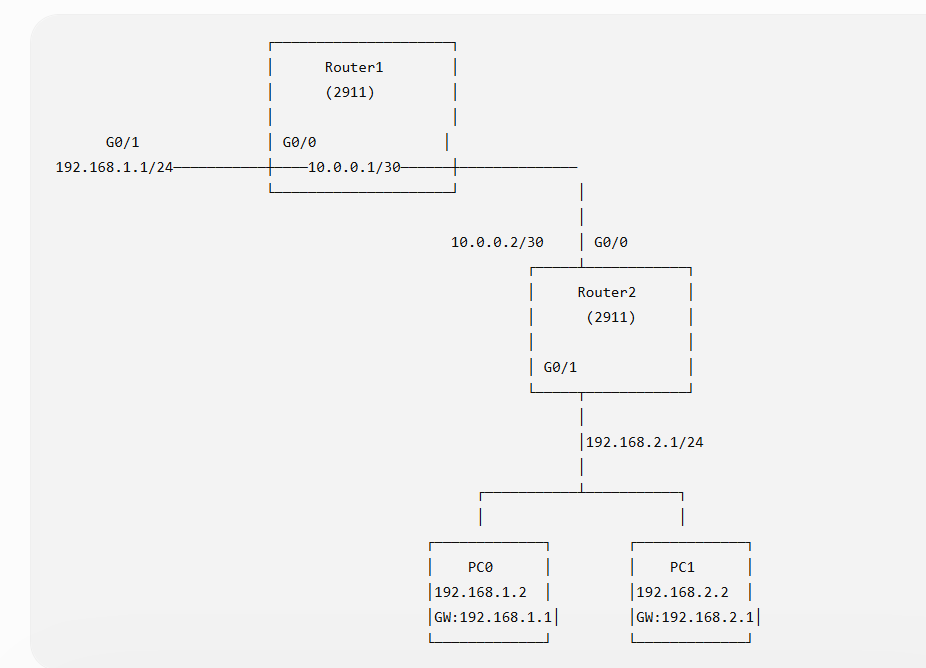 Router1
(2911)
G0/1 G0/0
192.168.1.1/24 10.0.0.1/30
10.0.0.2/30 G0/0
Router2
(2911)
G0/1
192.168.2.1/24
PC0 PC1
192.168.1.2 192.168.2.2
GW:192.168.1.1 GW:192.168.2.1